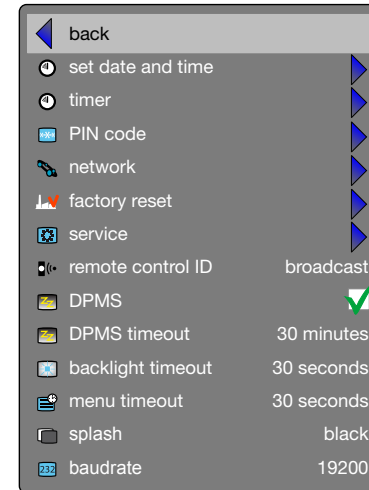 back
set date and time
timer
PIN code
network
factory reset
service
remote control ID broadcast
DPMS
DPMS timeout 30 minutes
backlight timeout 30 seconds
menu timeout 30 seconds
splash black
232 baudrate 19200